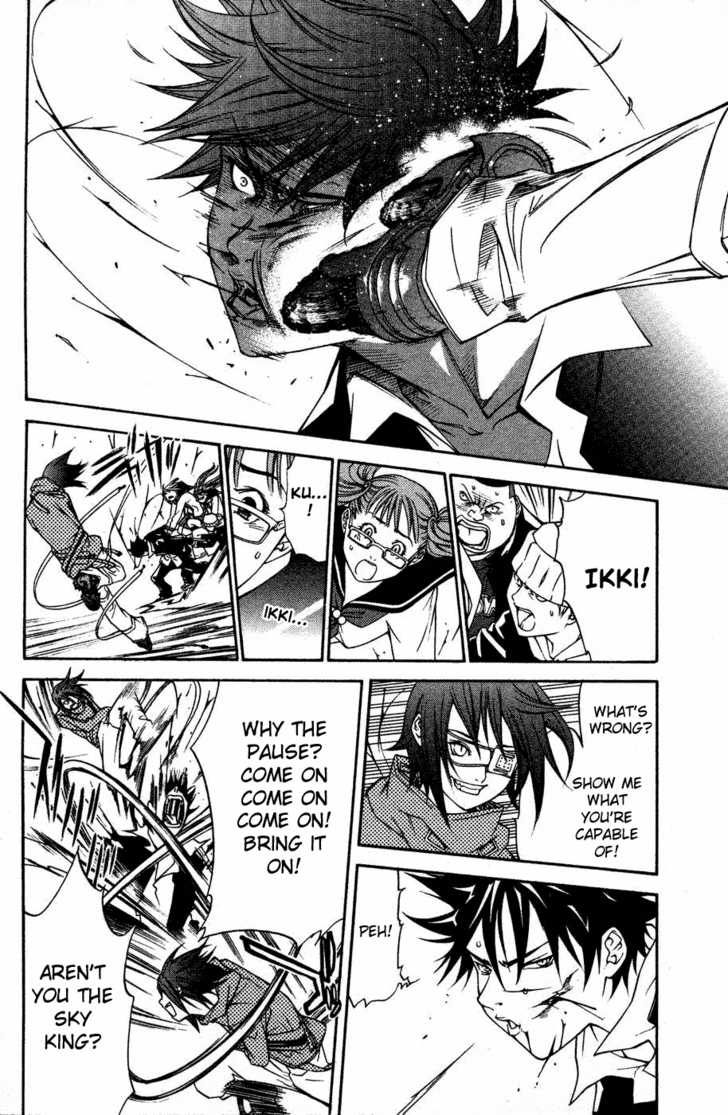 IKKI!
KU...
!
IKKI...
WHAT'S
WRONG?
SHOW ME
WHAT
YOU'RE
CAPABLE
OF!
WHY THE
PAUSE?
COME ON
COME ON
COME ON!
BRING IT
ON!
PEH!
AREN'T
YOU THE
SKY
KING?